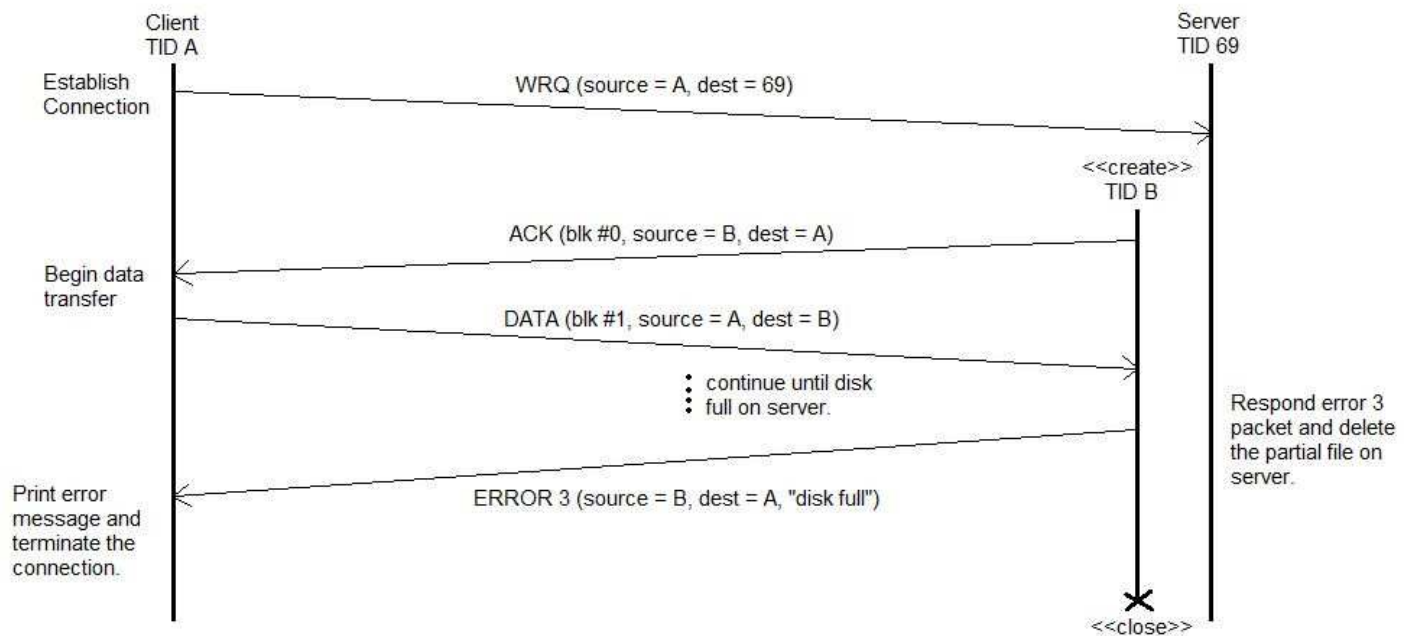 Client
TID A
Server
TID 69
Establish
Connection
WRQ (source = A, dest = 69)
<<create>>
TID B
ACK (blk #0, source = B, dest = A)
Begin data
transfer
DATA (blk #1, source = A, dest = B)
continue until disk
full on server.
Respond error 3
packet and delete
the partial file on
server.
ERROR 3 (source = B, dest = A, "disk full")
Print error
message and
terminate the
connection.
<<close>>